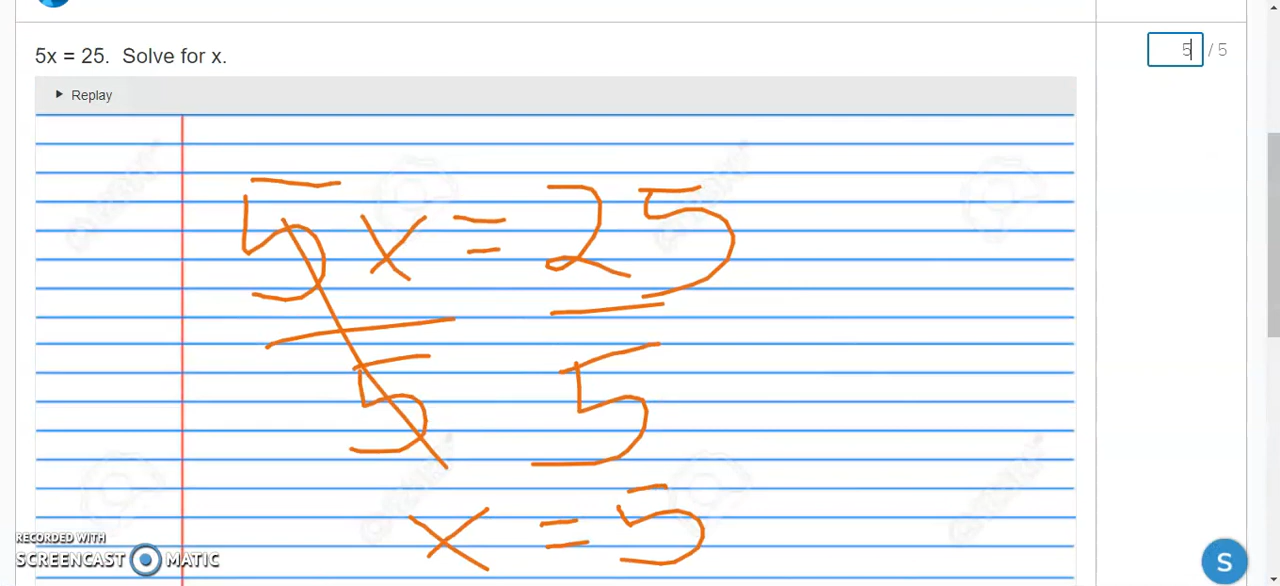 5x = 25. Solve for x.
5 / 5
Replay
5x = 25
5 5
x = 5
RECORDED WITH
SCREENCAST MATIC
S